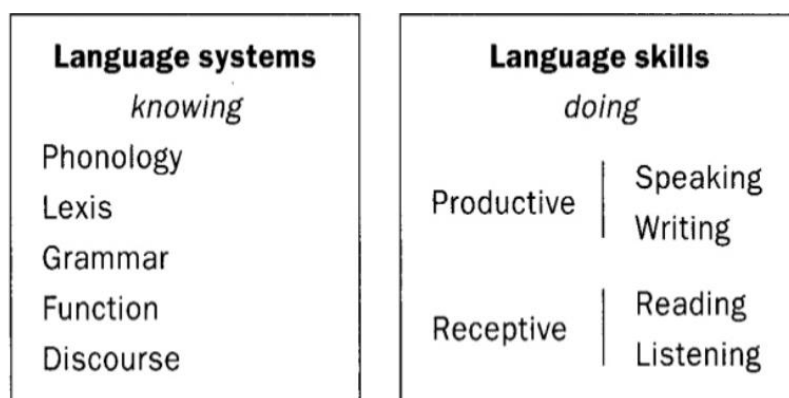 Language systems
knowing
Phonology
Lexis
Grammar
Function
Discourse
Language skills
doing
Productive
Speaking
Writing
Receptive
Reading
Listening